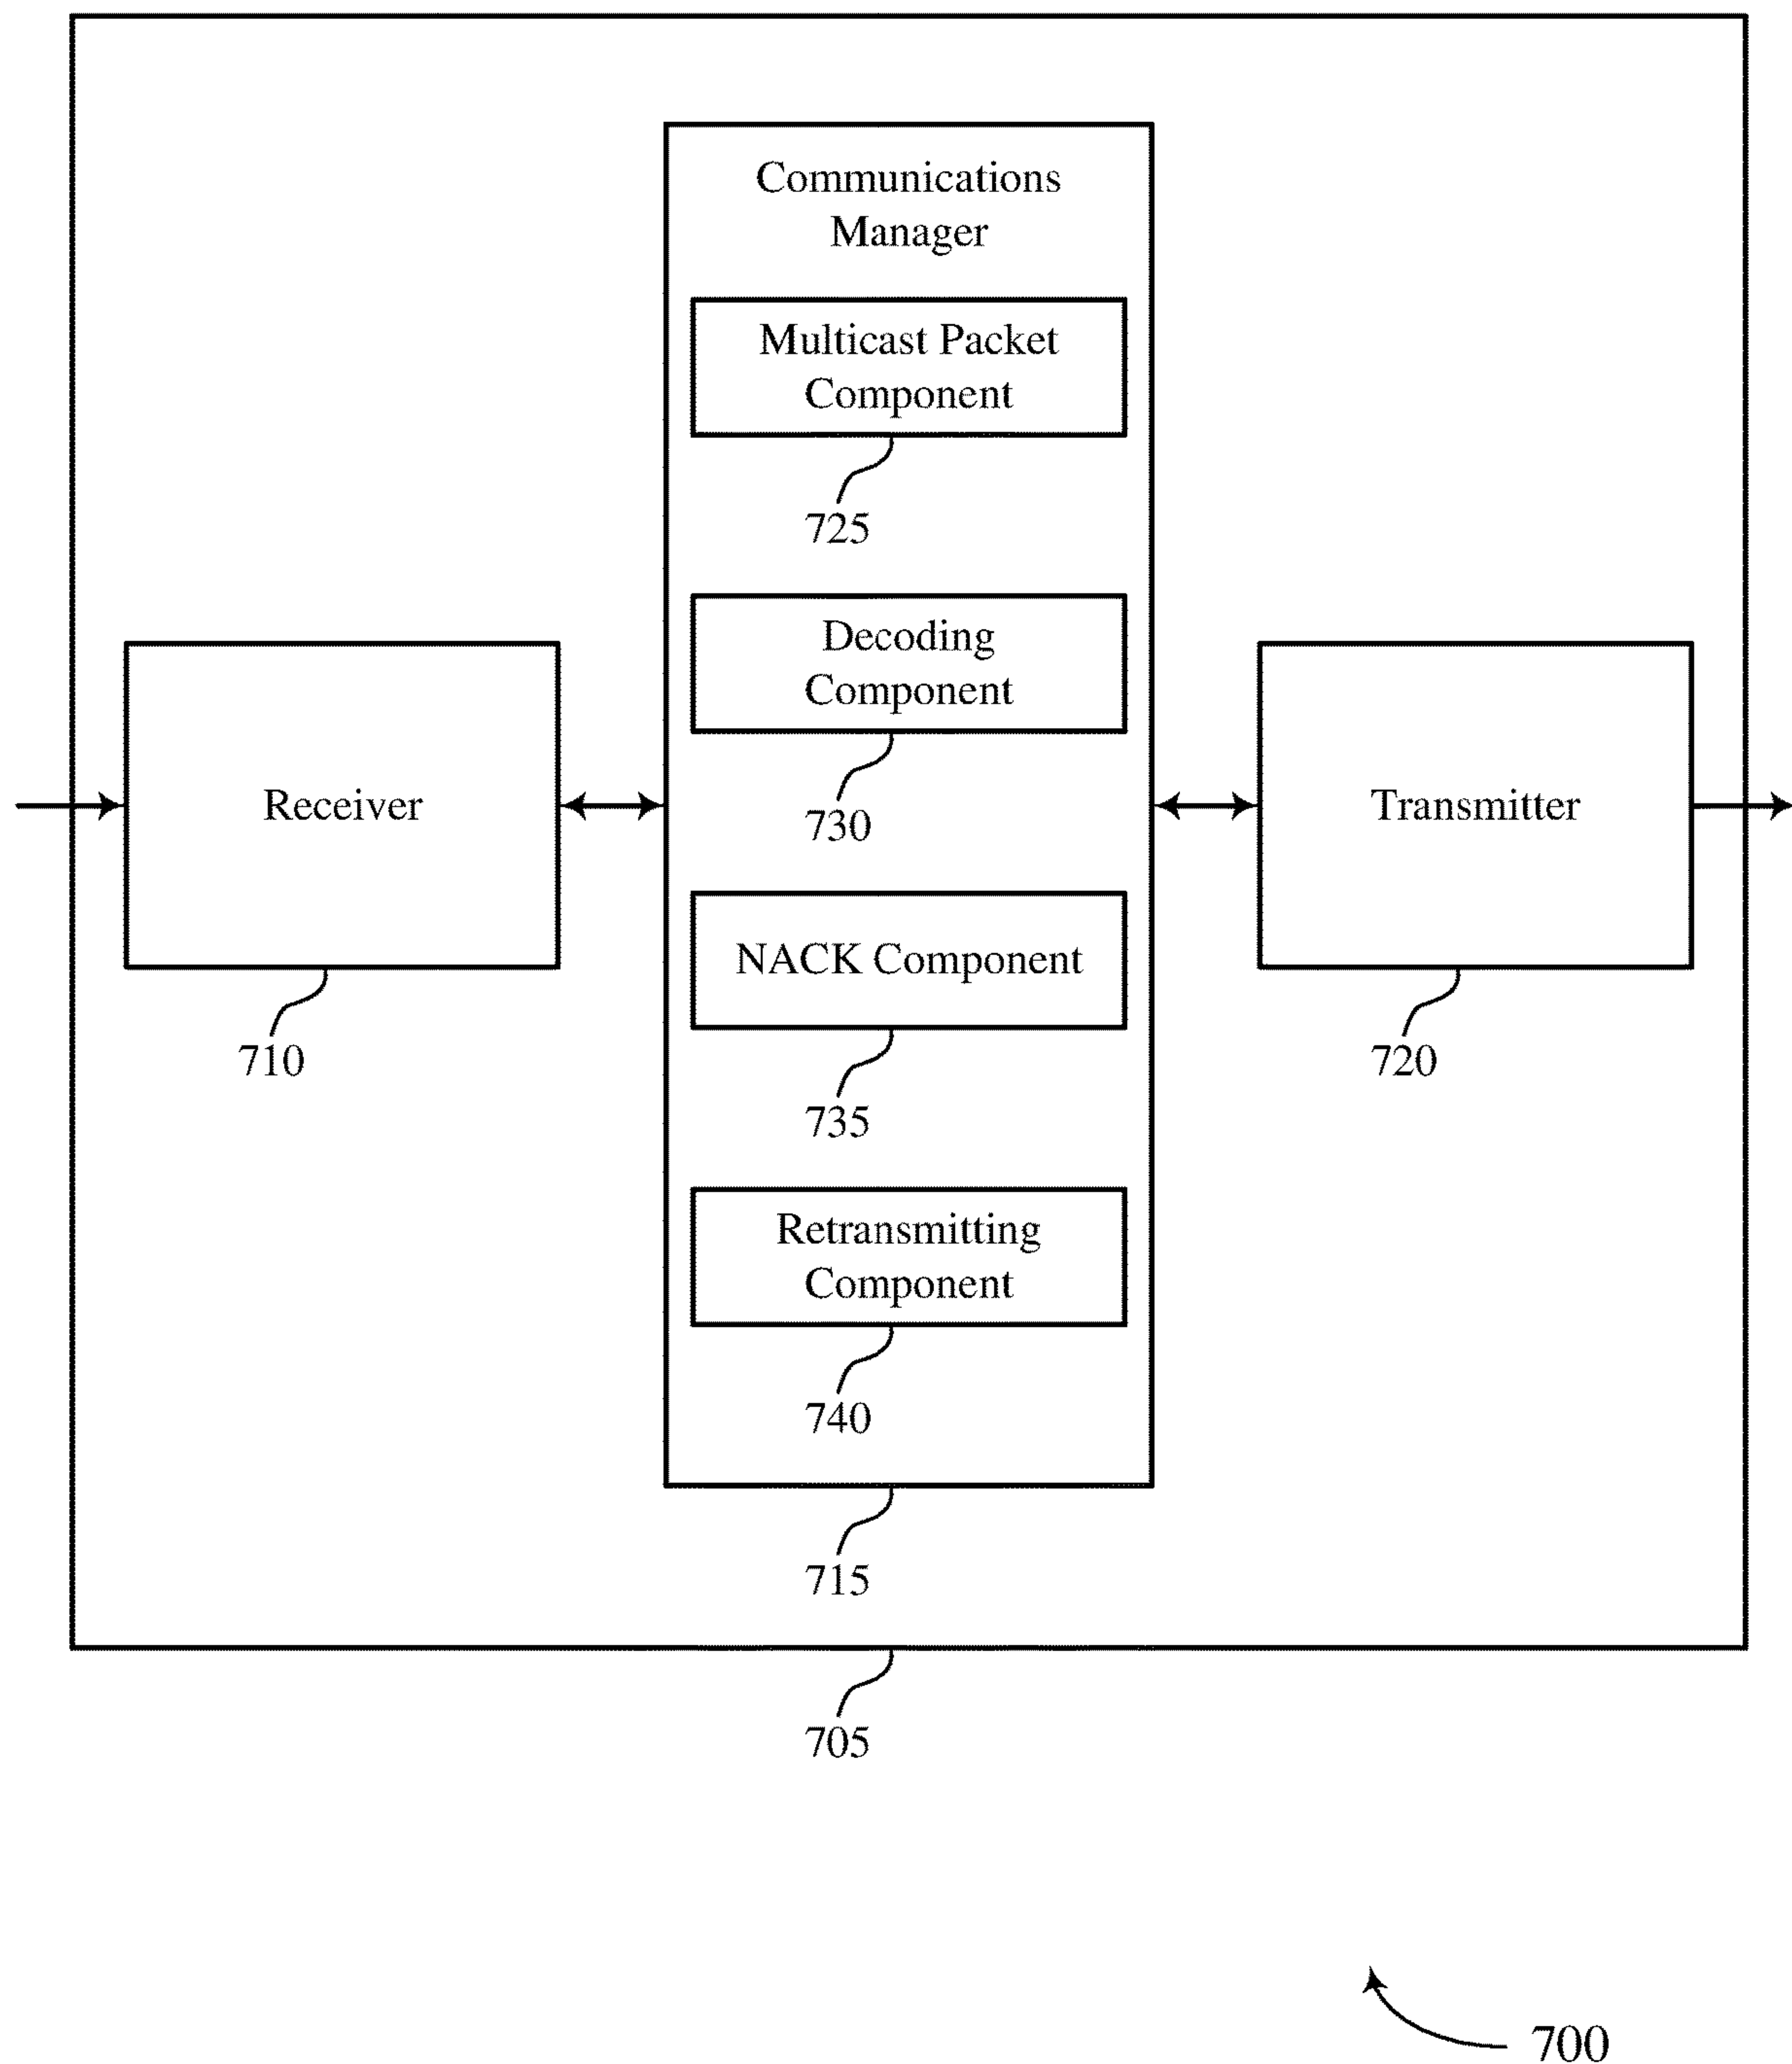 Communications
Manager
Multicast Packet
Component
725
Decoding
Component
730
Receiver
Transmitter
NACK Component
710
720
735
Retransmitting
Component
740
715
705
700